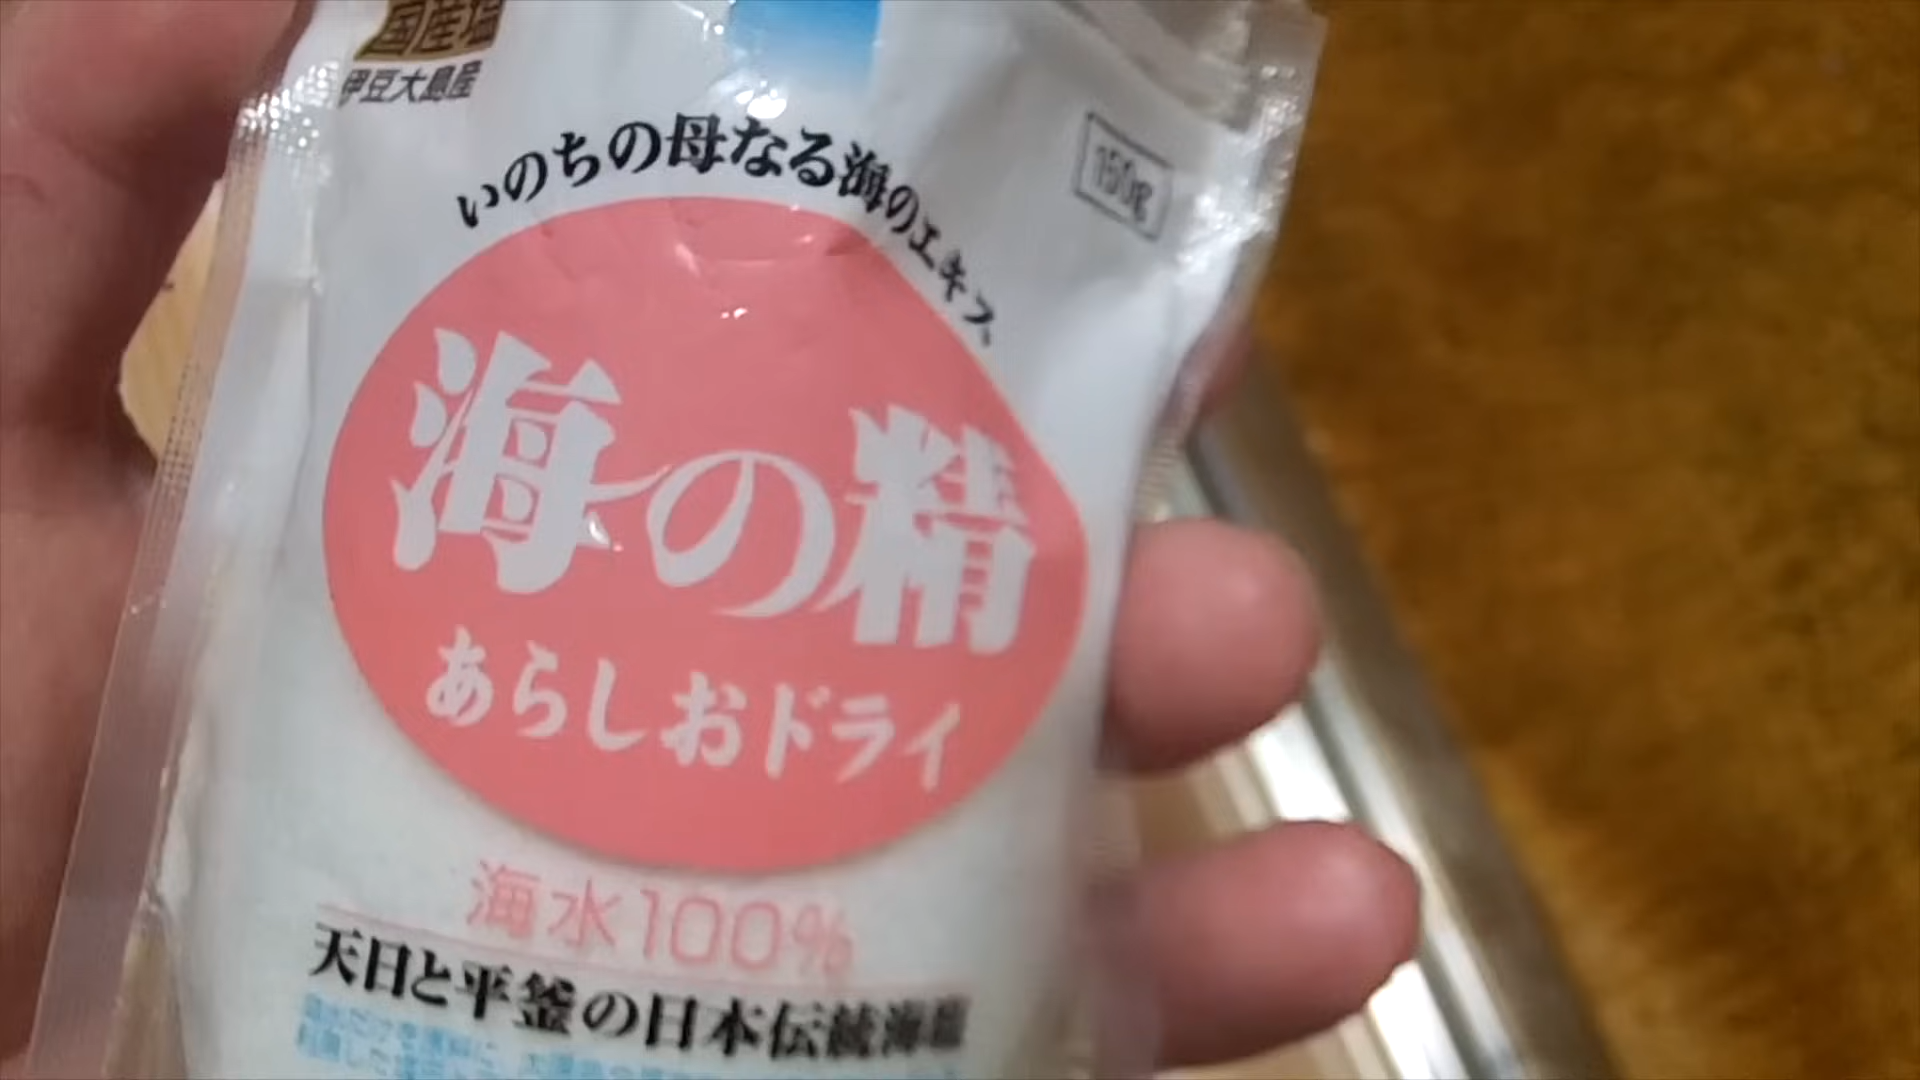 国産塩
伊豆大島産
150g
いのちの母なる海のエキス
海の精
あらしおドライ
海水100%
天日と平釜の日本伝統海塩